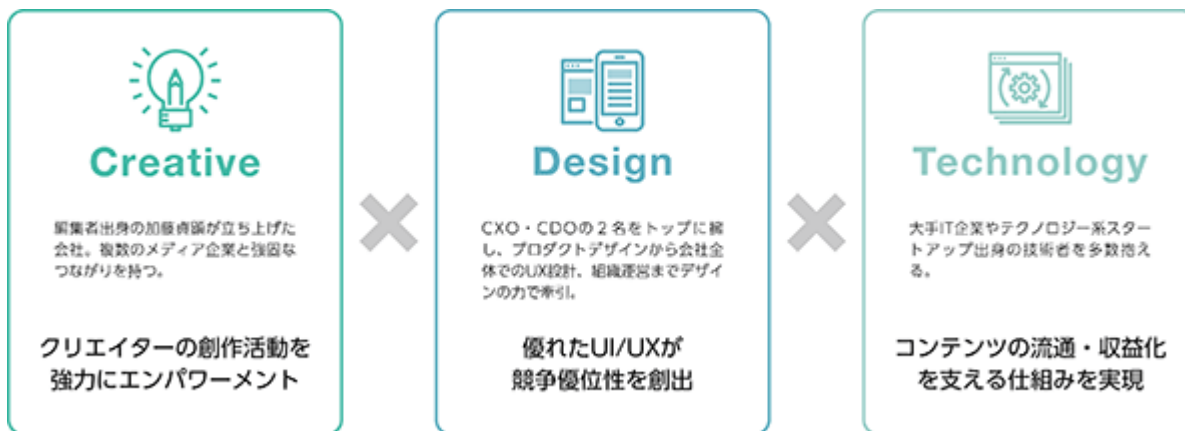 Creative
編集者出身の加藤貞顕が立ち上げた
会社。複数のメディア企業と強固な
つながりを持つ。
クリエイターの創作活動を
強力にエンパワーメント
Design
CXO・CDOの2名をトップに擁
し、プロダクトデザインから会社全
体でのUX設計、組織運営までデザイ
ンの力で牽引。
優れたUI/UXが
競争優位性を創出
Technology
大手IT企業やテクノロジー系スター
トアップ出身の技術者を多数抱え
る。
コンテンツの流通・収益化
を支える仕組みを実現